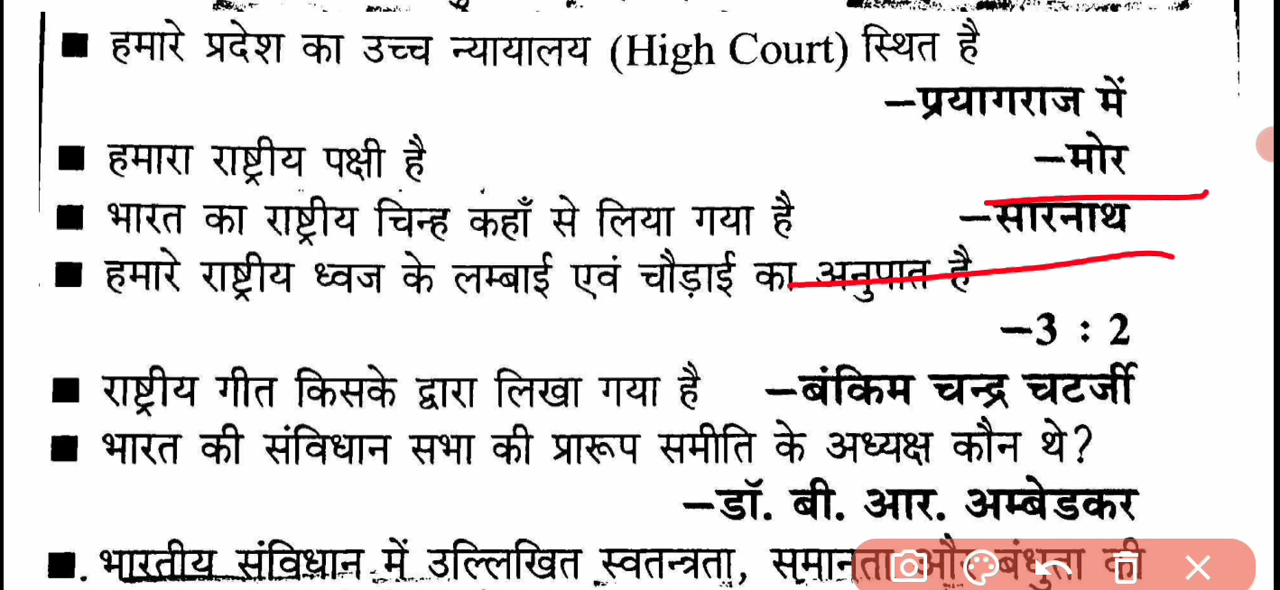 ■ हमारे प्रदेश का उच्च न्यायालय (High Court) स्थित है
–प्रयागराज में
■ हमारा राष्ट्रीय पक्षी है –मोर
■ भारत का राष्ट्रीय चिन्ह कहाँ से लिया गया है –सारनाथ
■ हमारे राष्ट्रीय ध्वज के लम्बाई एवं चौड़ाई का अनुपात है
–3 : 2
■ राष्ट्रीय गीत किसके द्वारा लिखा गया है –बंकिम चन्द्र चटर्जी
■ भारत की संविधान सभा की प्रारूप समीति के अध्यक्ष कौन थे?
–डॉ. बी. आर. अम्बेडकर
■. भारतीय संविधान में उल्लिखित स्वतन्त्रता, समानता और बंधुता की